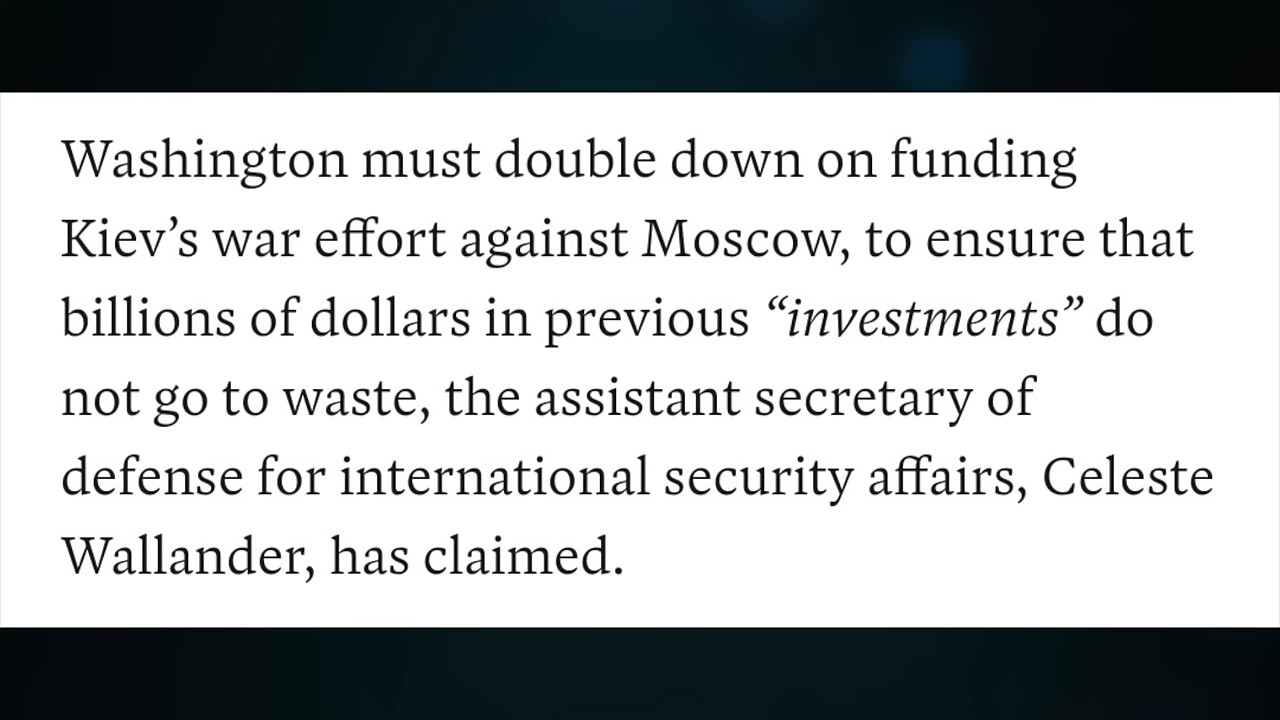 Washington must double down on funding
Kiev’s war effort against Moscow, to ensure that
billions of dollars in previous “investments” do
not go to waste, the assistant secretary of
defense for international security affairs, Celeste
Wallander, has claimed.